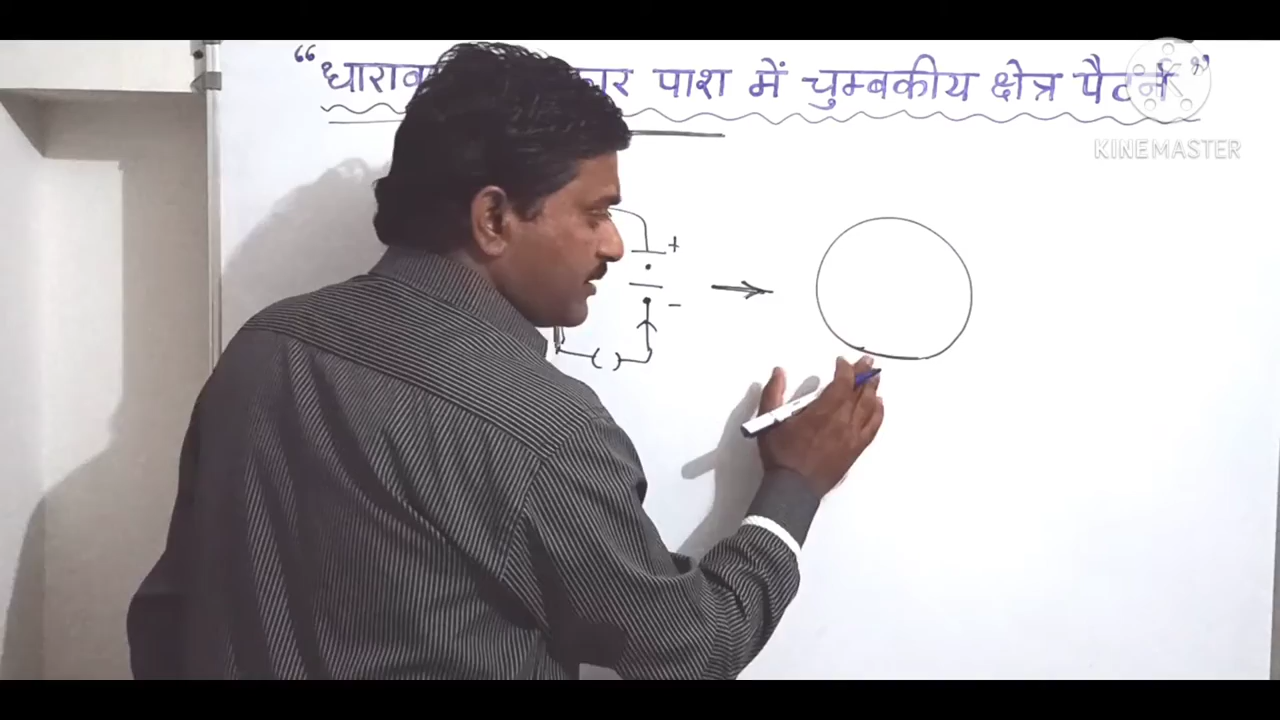 “ पाश में चुम्बकीय क्षेत्र पैटर्न ”
KINEMASTER
+
( )
−